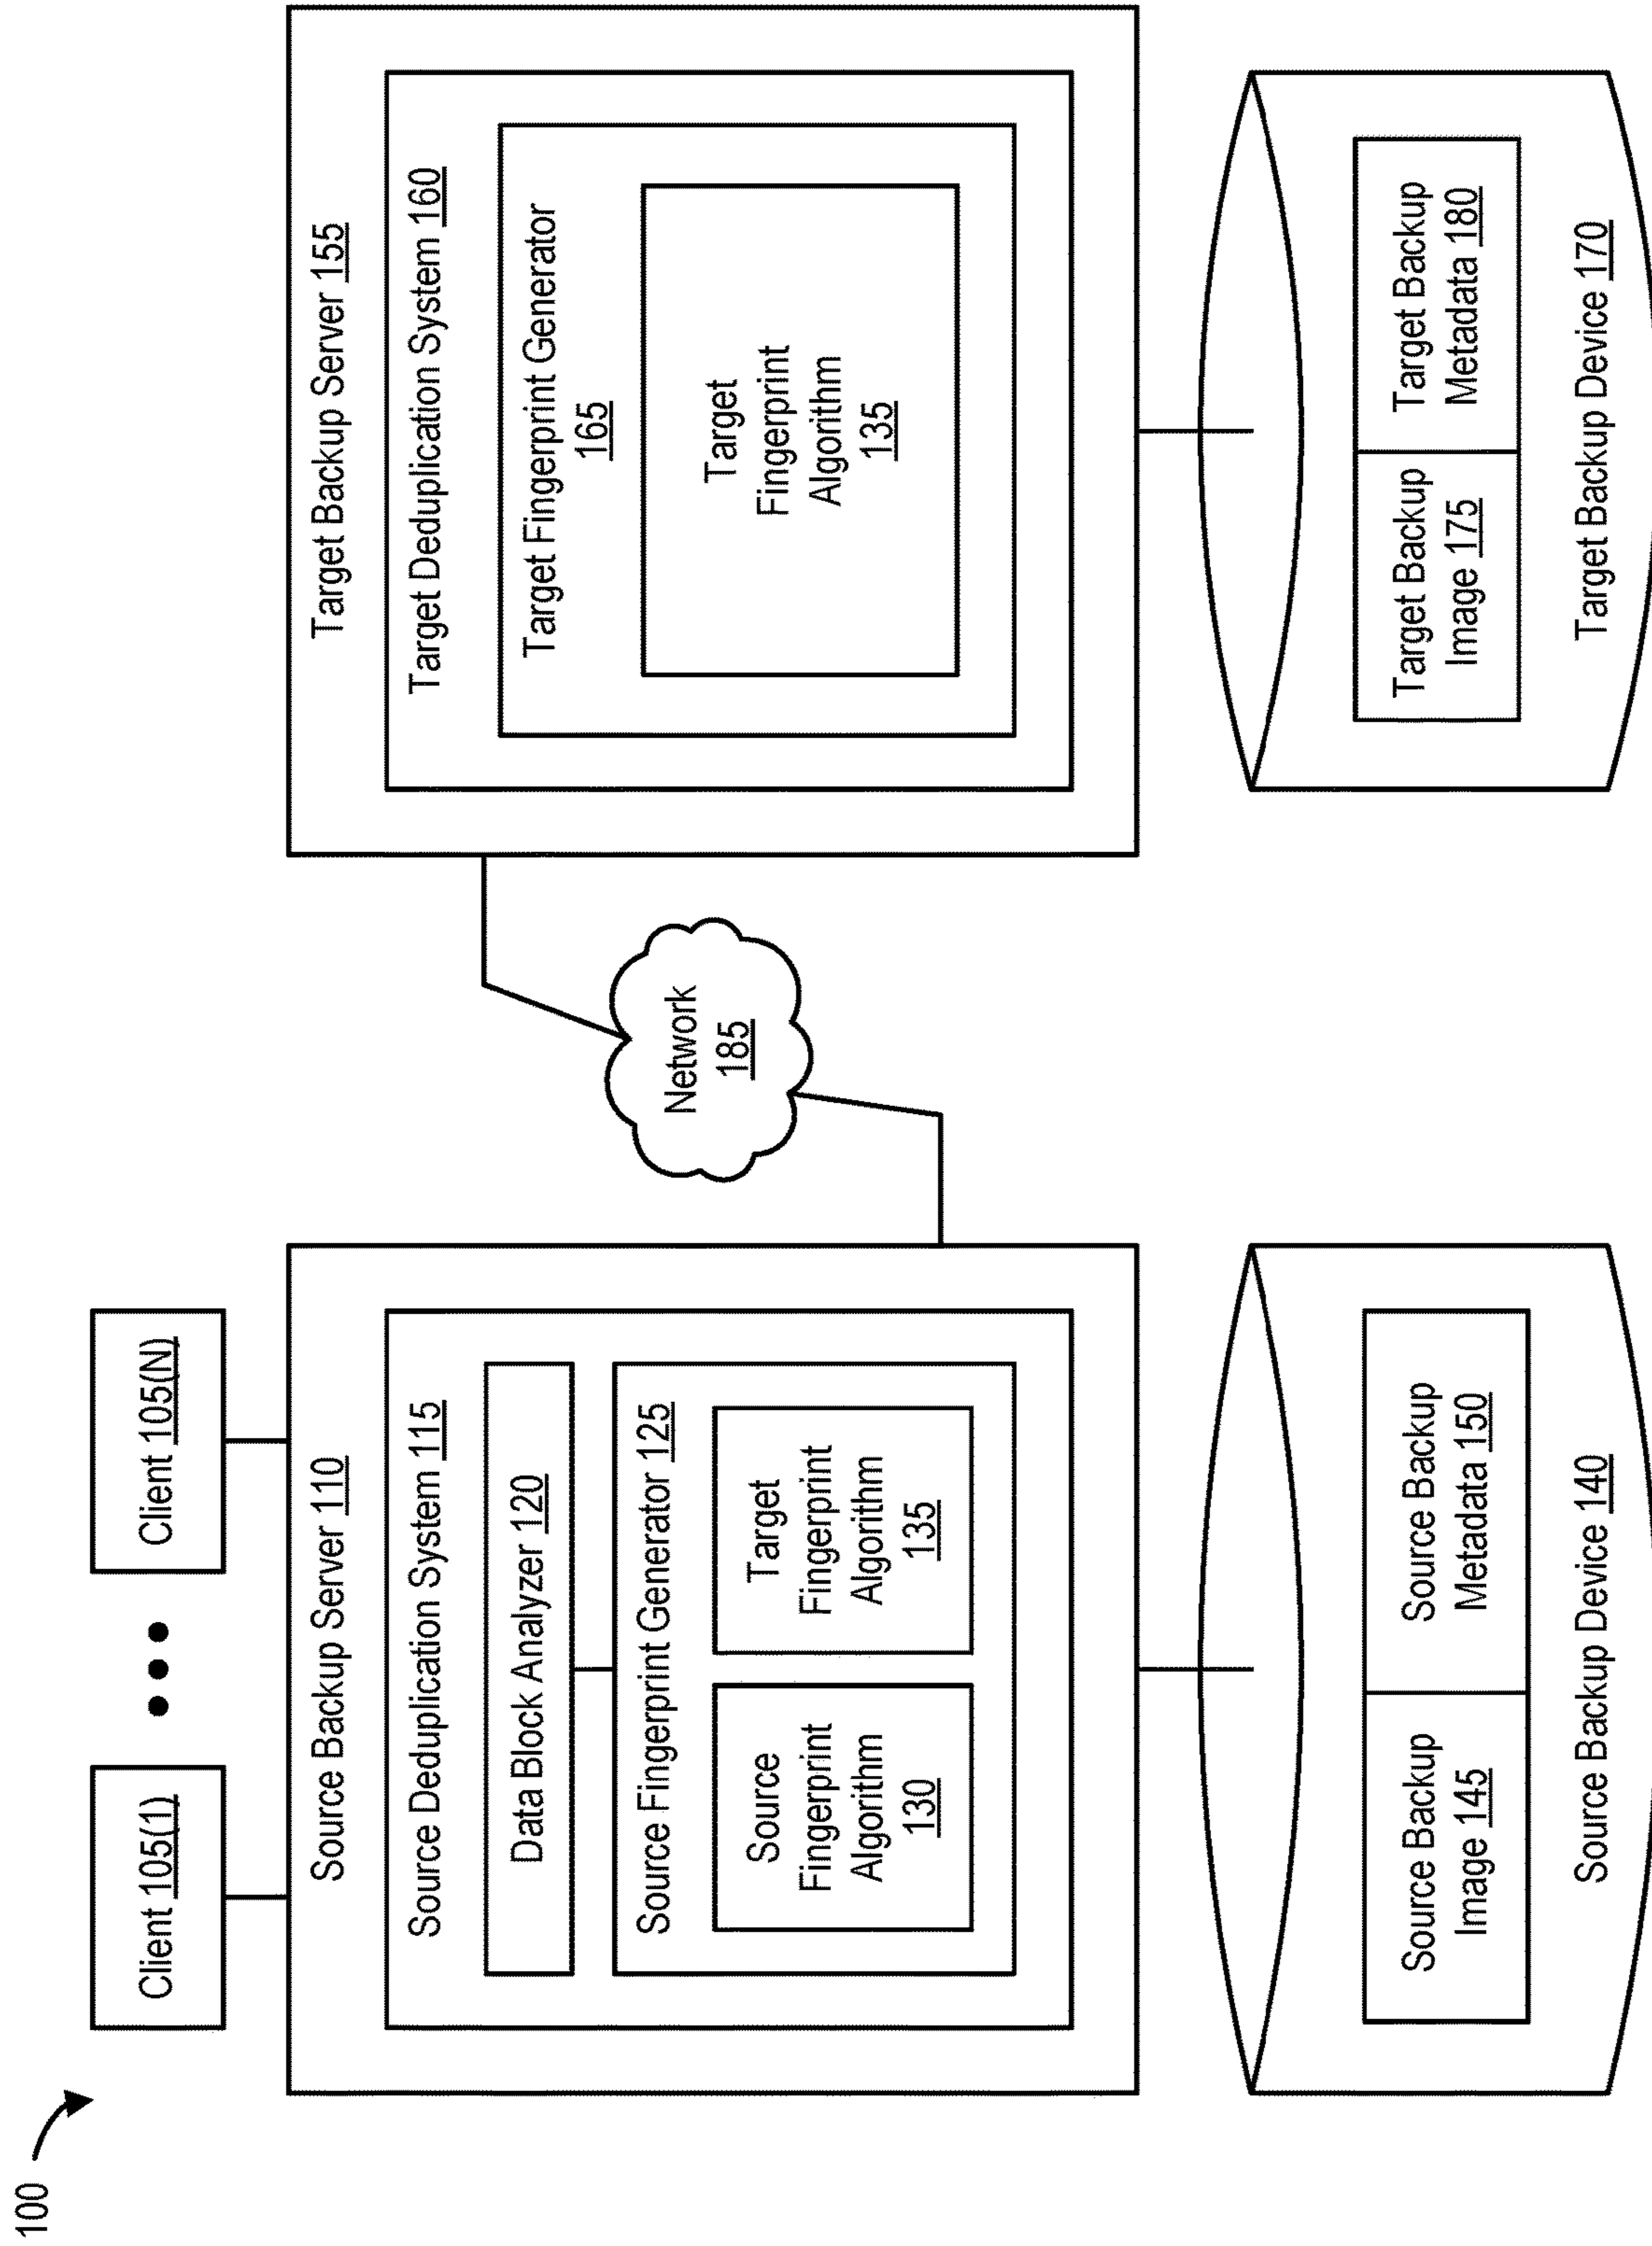 100
Client 105(1)
Client 105(N)
Source Backup Server 110
Source Deduplication System 115
Data Block Analyzer 120
Source Fingerprint Generator 125
Source
Fingerprint
Algorithm
130
Target
Fingerprint
Algorithm
135
Source Backup
Image 145
Source Backup
Metadata 150
Source Backup Device 140
Network
185
Target Backup Server 155
Target Deduplication System 160
Target Fingerprint Generator
165
Target
Fingerprint
Algorithm
135
Target Backup
Image 175
Target Backup
Metadata 180
Target Backup Device 170